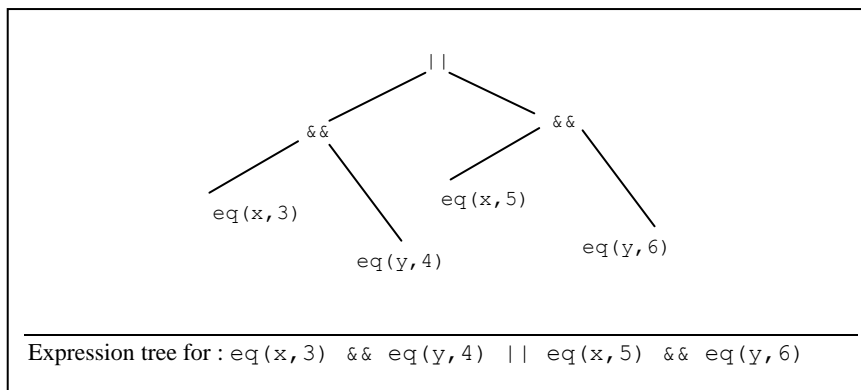 ||
&&
&&
eq(x,3)
eq(x,5)
eq(y,4)
eq(y,6)
Expression tree for : eq(x,3) && eq(y,4) || eq(x,5) && eq(y,6)